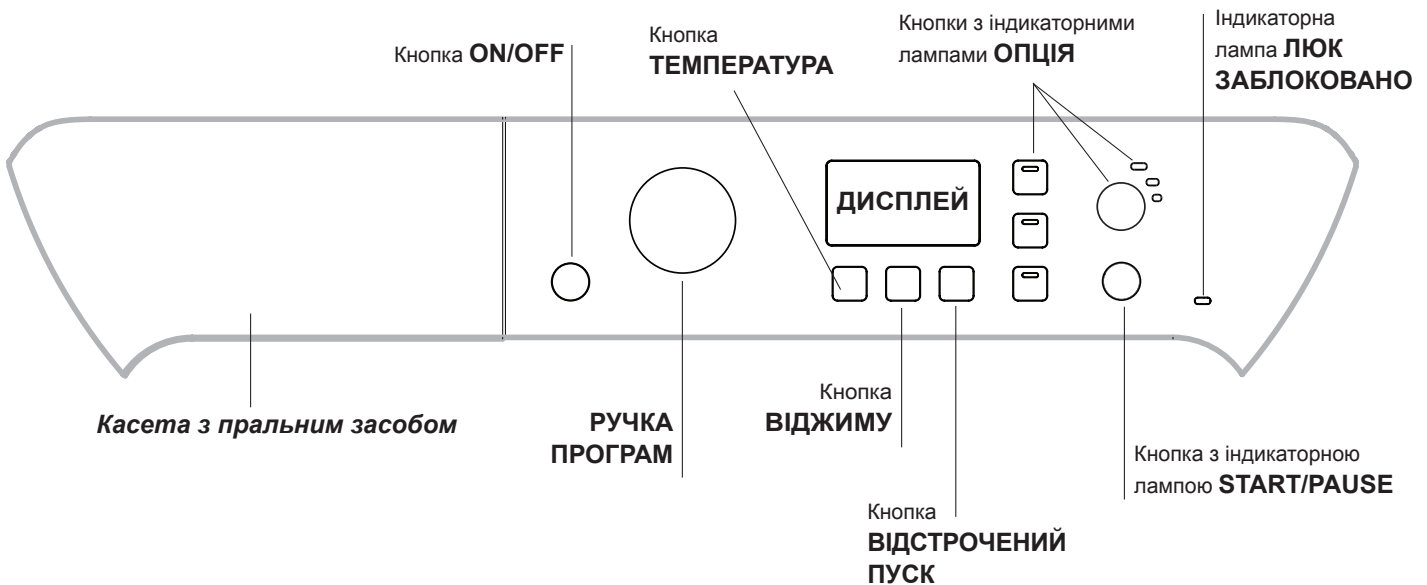 Кнопка ON/OFF
Кнопка
ТЕМПЕРАТУРА
Кнопки з індикаторними
лампами ОПЦІЯ
Індикаторна
лампа ЛЮК
ЗАБЛОКОВАНО
ДИСПЛЕЙ
Касета з пральним засобом
РУЧКА
ПРОГРАМ
Кнопка
ВІДЖИМУ
Кнопка
ВІДСТРОЧЕНИЙ
ПУСК
Кнопка з індикаторною
лампою START/PAUSE